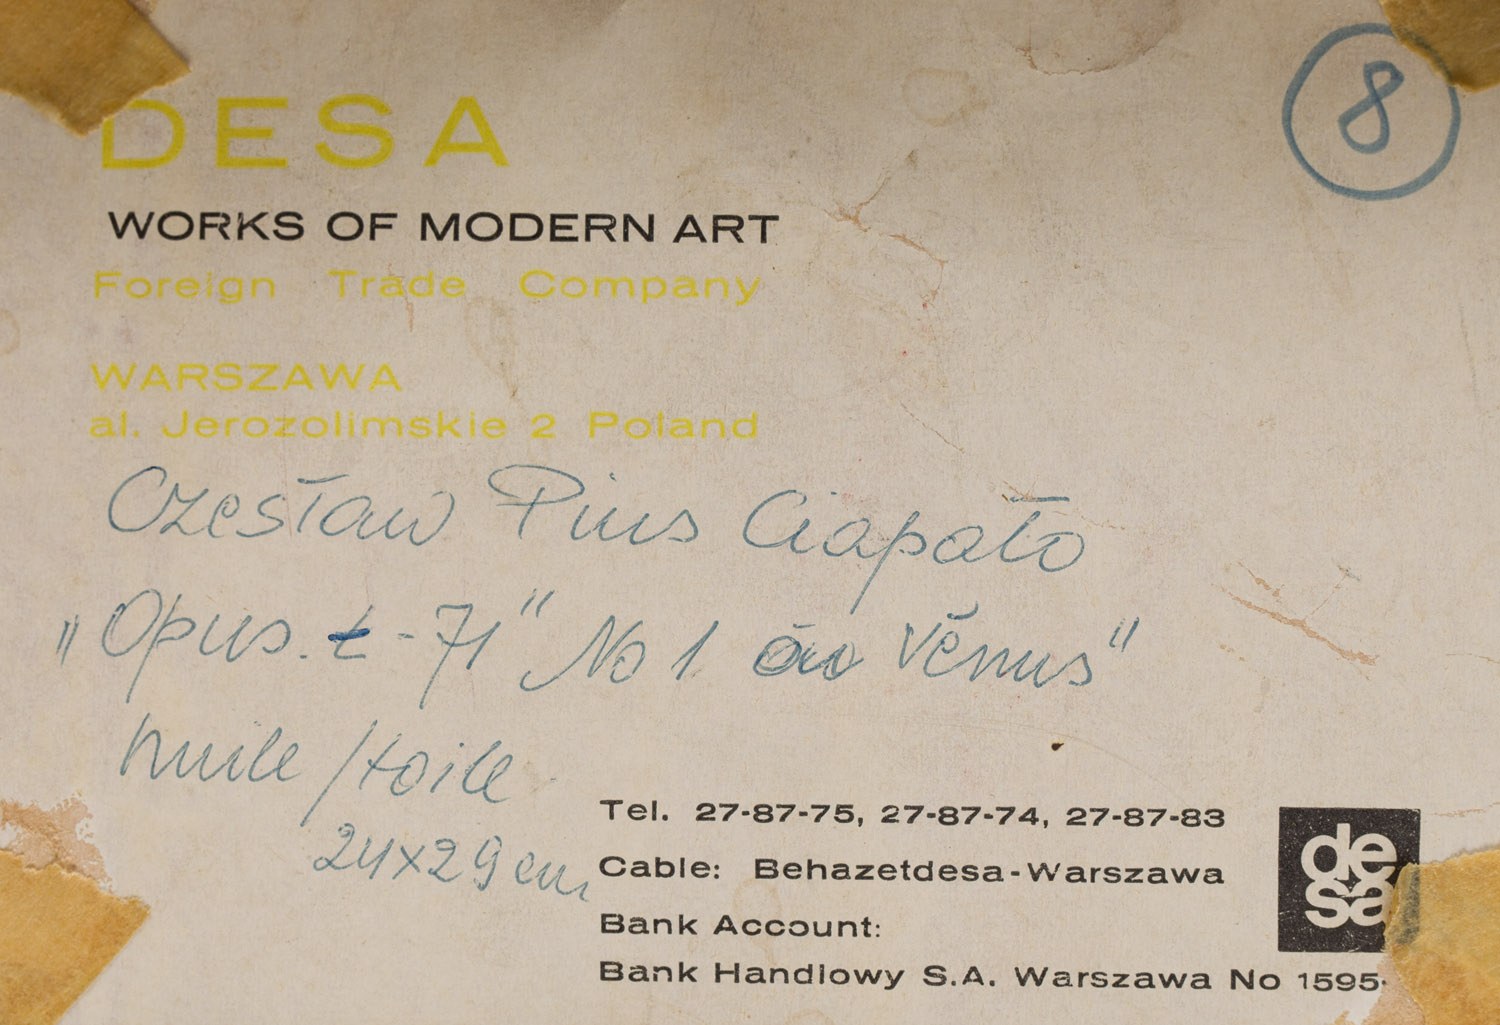 8
DESA
WORKS OF MODERN ART
Foreign Trade Company
WARSZAWA
al. Jerozolimskie 2 Poland
Czesław Pius Ciapało
„Opus. Ł-71" No 1 Vénus"
huile / toile
24x29 cm
Tel. 27-87-75, 27-87-74, 27-87-83
Cable: Behazetdesa-Warszawa
Bank Account:
Bank Handlowy S.A. Warszawa No 1595-
de
sa